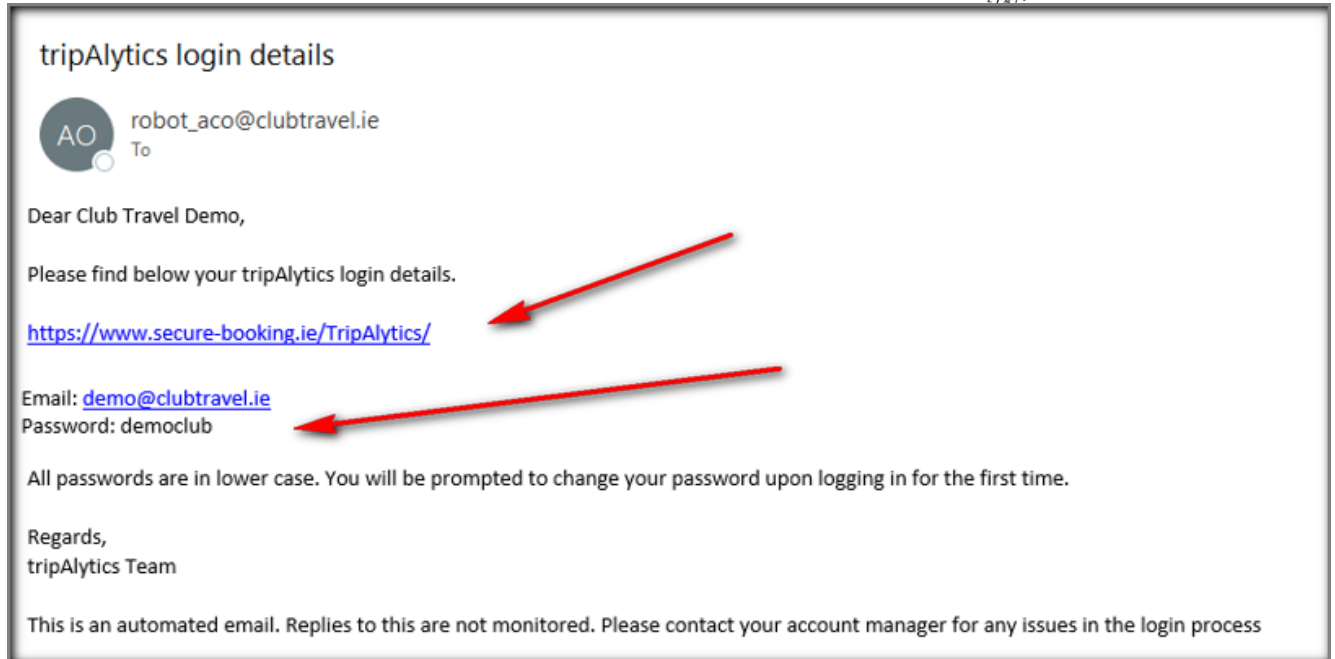 tripAlytics login details
AO
robot_aco@clubtravel.ie
To
Dear Club Travel Demo,
Please find below your tripAlytics login details.
https://www.secure-booking.ie/TripAlytics/
Email: demo@clubtravel.ie
Password: democlub
All passwords are in lower case. You will be prompted to change your password upon logging in for the first time.
Regards,
tripAlytics Team
This is an automated email. Replies to this are not monitored. Please contact your account manager for any issues in the login process